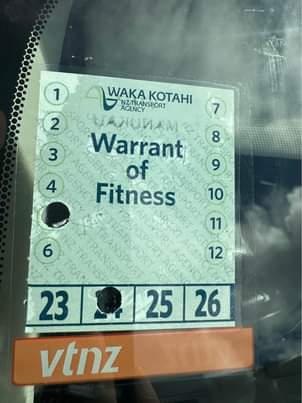 WAKA KOTAHI
NZ TRANSPORT
AGENCY
1
7
2
8
Warrant
3
of
9
4
Fitness
10
11
6
12
23 24 25 26
vtnz